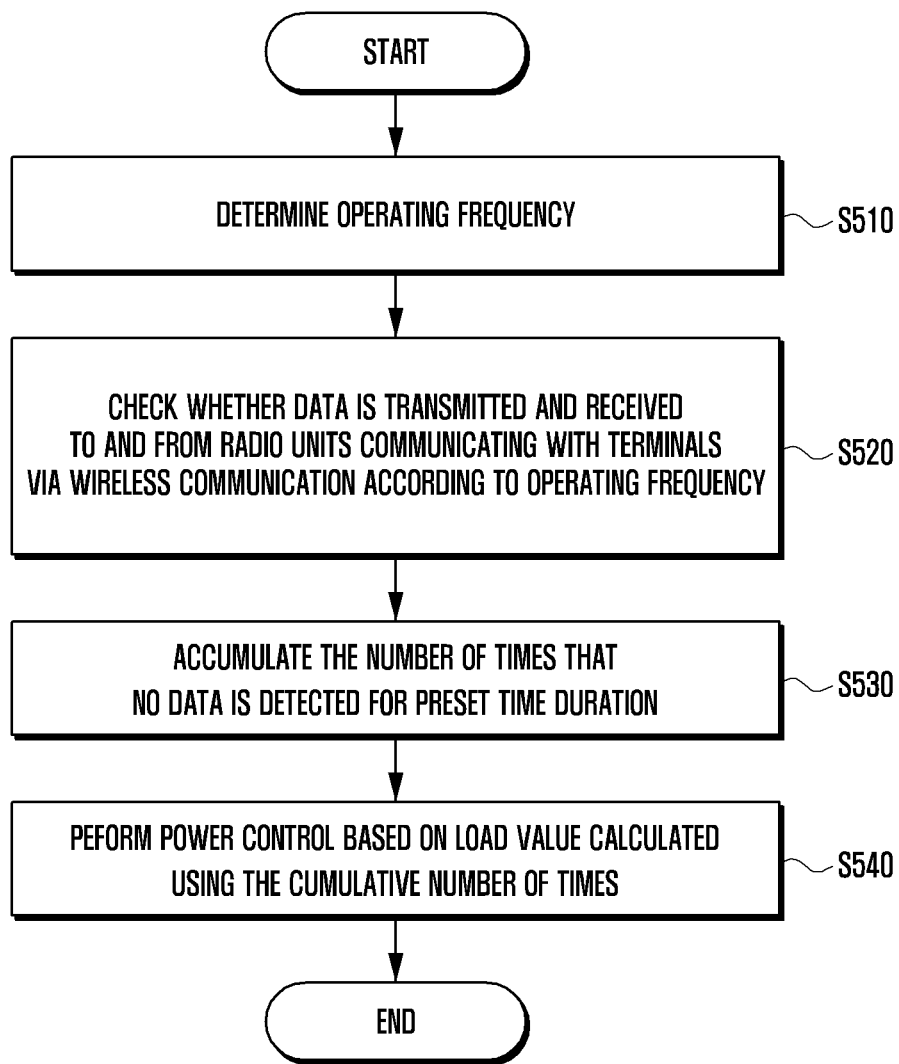 START
DETERMINE OPERATING FREQUENCY
S510
CHECK WHETHER DATA IS TRANSMITTED AND RECEIVED
TO AND FROM RADIO UNITS COMMUNICATING WITH TERMINALS
VIA WIRELESS COMMUNICATION ACCORDING TO OPERATING FREQUENCY
S520
ACCUMULATE THE NUMBER OF TIMES THAT
NO DATA IS DETECTED FOR PRESET TIME DURATION
S530
PEFORM POWER CONTROL BASED ON LOAD VALUE CALCULATED
USING THE CUMULATIVE NUMBER OF TIMES
S540
END